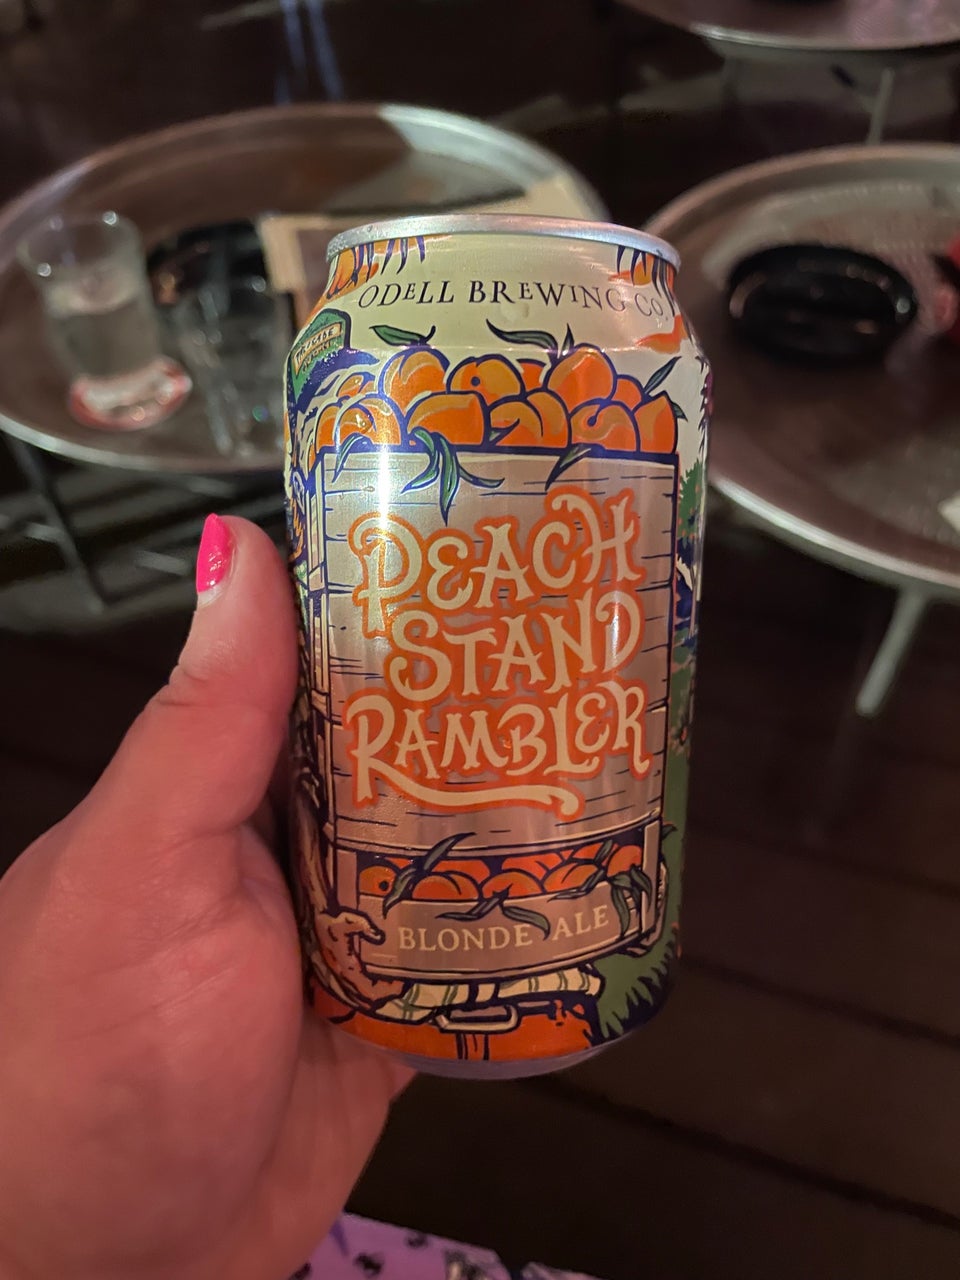 ODELL BREWING CO.
PEACH
STAND
RAMBLER
BLONDE ALE